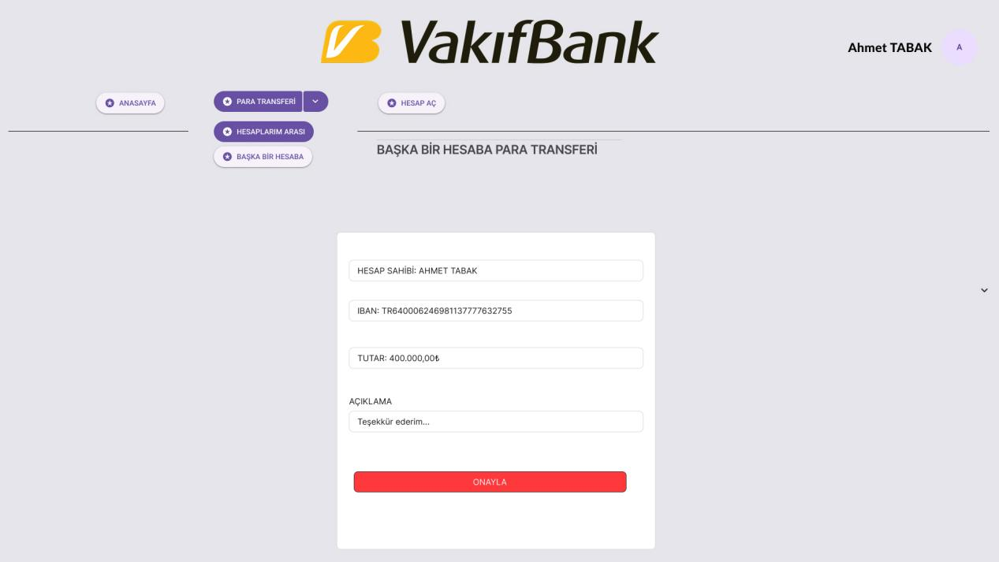 VakıfBank
Ahmet TABAK
A
ANASAYFA
PARA TRANSFERİ
HESAP AÇ
HESAPLARIM ARASI
BAŞKA BİR HESABA
BAŞKA BİR HESABA PARA TRANSFERİ
HESAP SAHİBİ: AHMET TABAK
IBAN: TR640006246981137777632755
TUTAR: 400.000,00₺
AÇIKLAMA
Teşekkür ederim...
ONAYLA